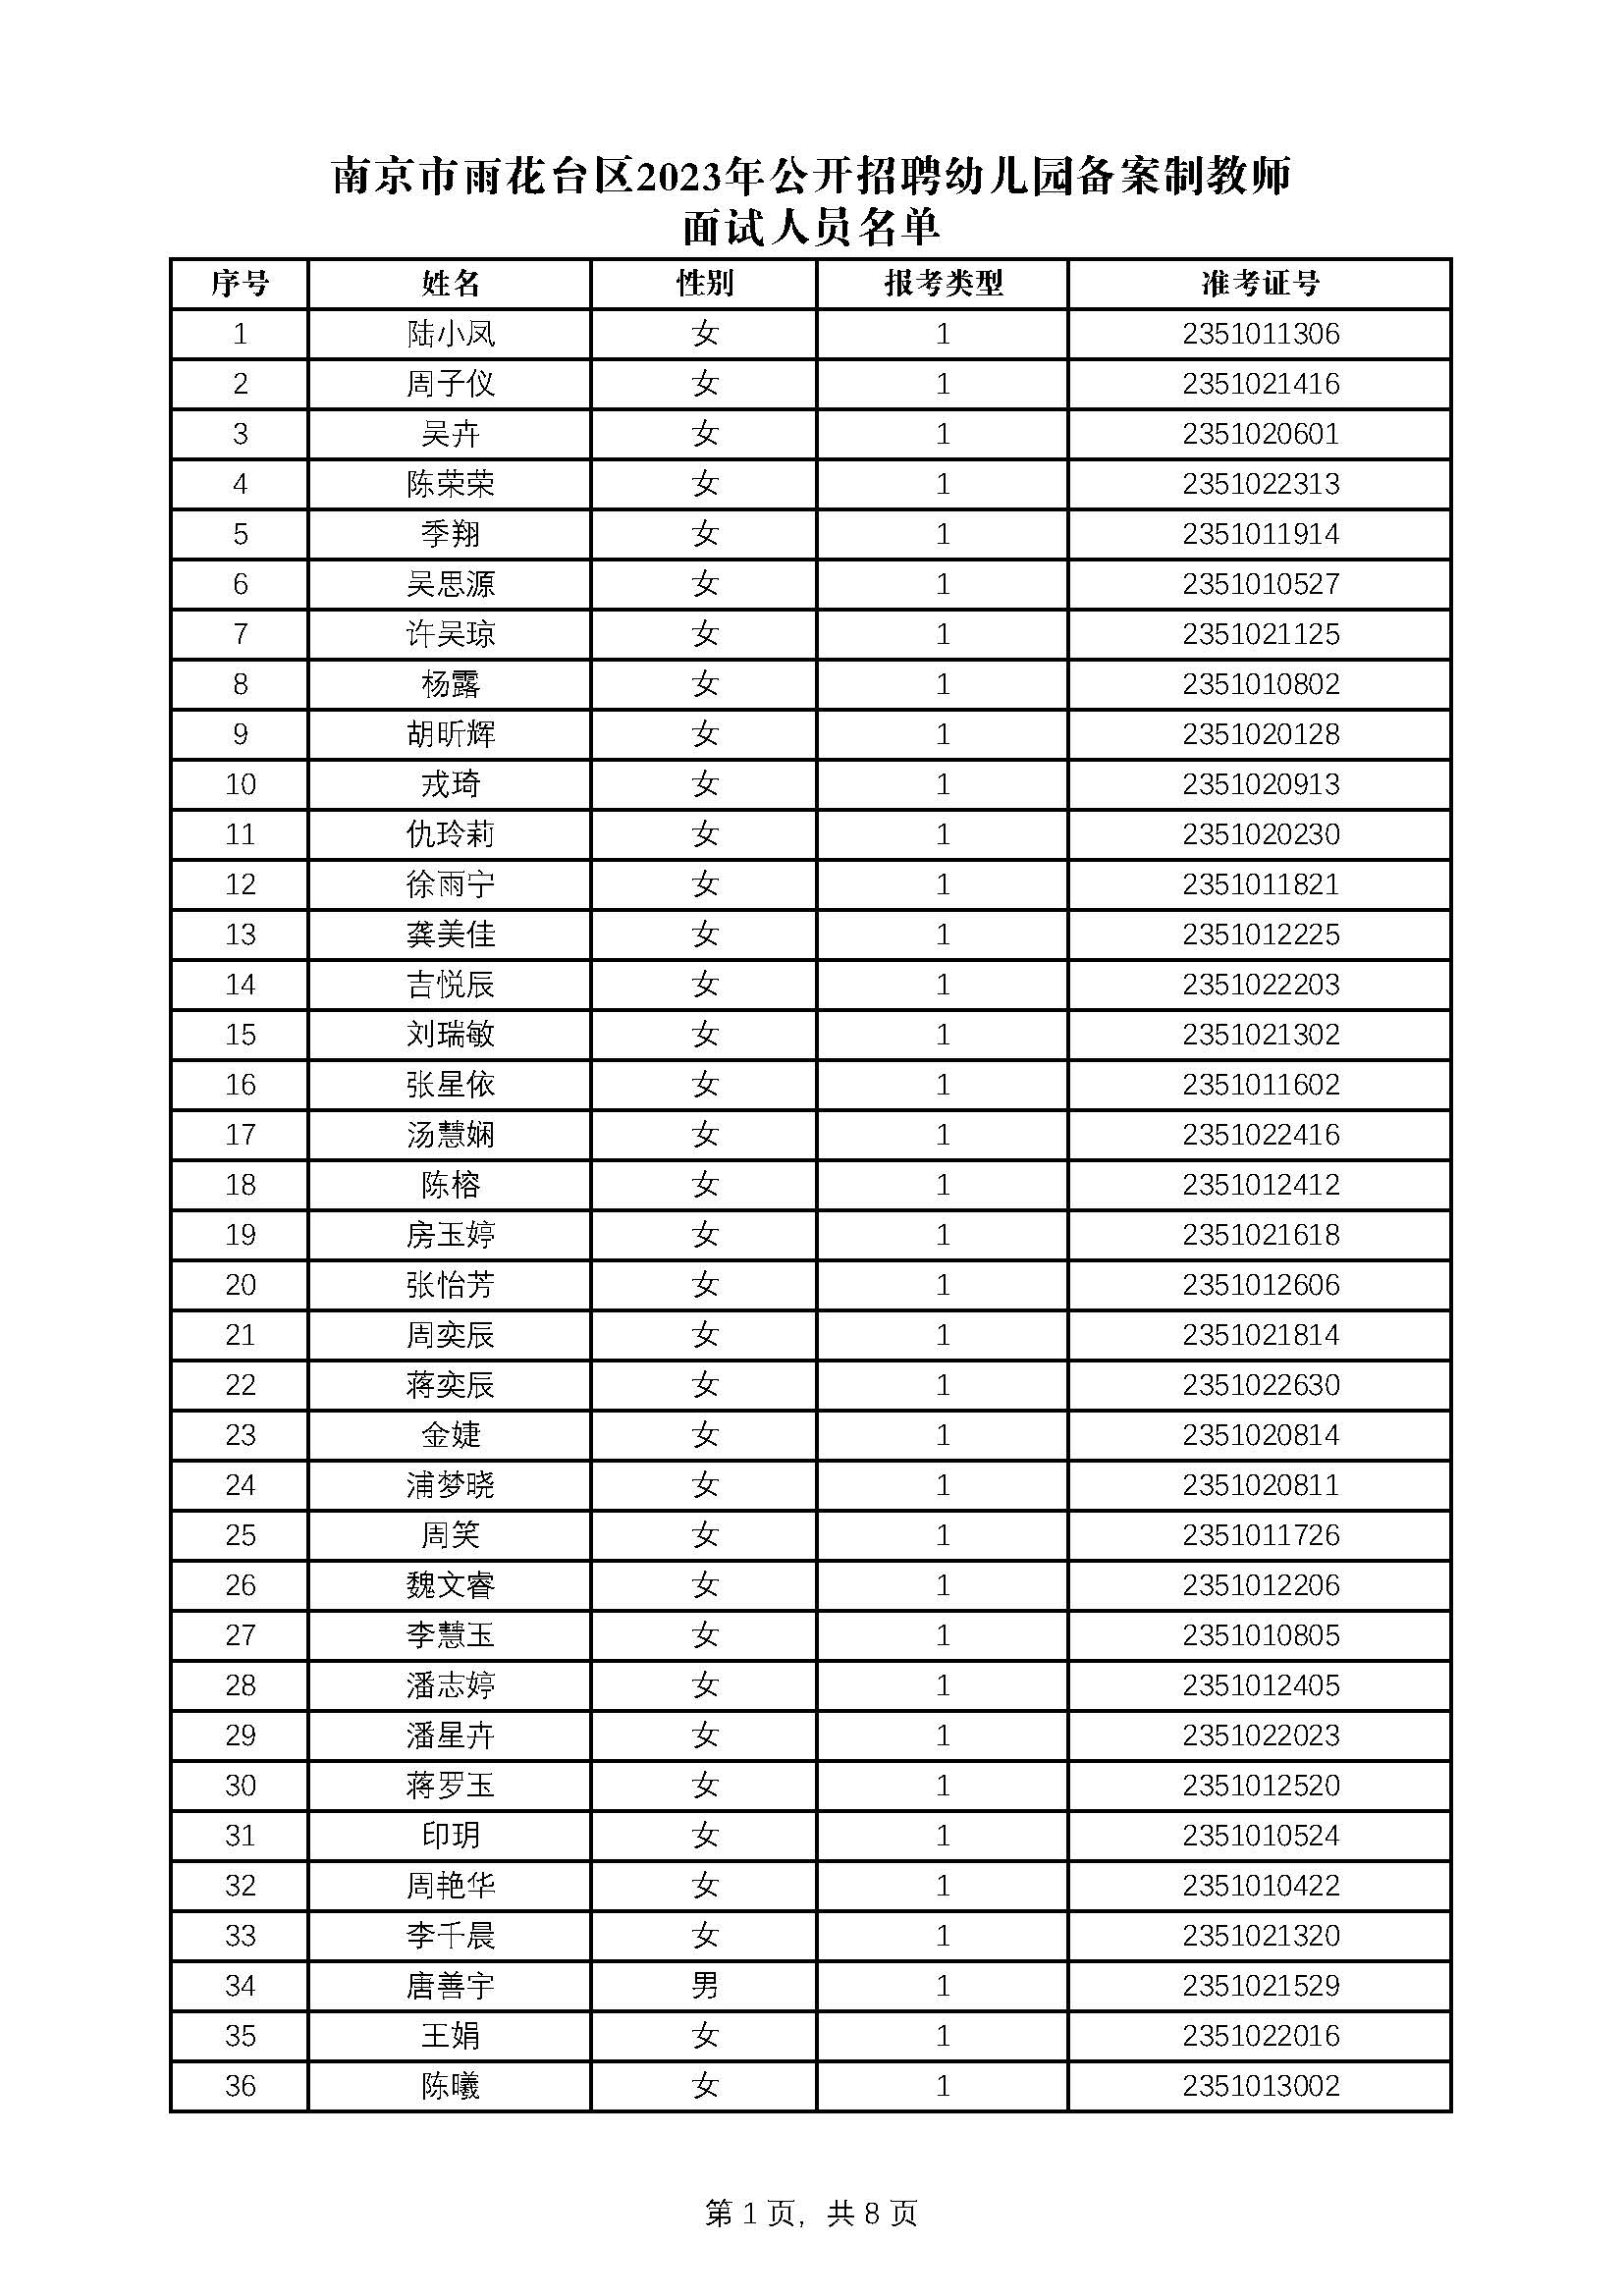 南京市雨花台区2023年公开招聘幼儿园备案制教师
面试人员名单
序号 姓名 性别 报考类型 准考证号
1 陆小凤 女 1 2351011306
2 周子仪 女 1 2351021416
3 吴卉 女 1 2351020601
4 陈荣荣 女 1 2351022313
5 季翔 女 1 2351011914
6 吴思源 女 1 2351010527
7 许吴琼 女 1 2351021125
8 杨露 女 1 2351010802
9 胡昕辉 女 1 2351020128
10 戎琦 女 1 2351020913
11 仇玲莉 女 1 2351020230
12 徐雨宁 女 1 2351011821
13 龚美佳 女 1 2351012225
14 吉悦辰 女 1 2351022203
15 刘瑞敏 女 1 2351021302
16 张星依 女 1 2351011602
17 汤慧娴 女 1 2351022416
18 陈榕 女 1 2351012412
19 房玉婷 女 1 2351021618
20 张怡芳 女 1 2351012606
21 周奕辰 女 1 2351021814
22 蒋奕辰 女 1 2351022630
23 金婕 女 1 2351020814
24 浦梦晓 女 1 2351020811
25 周笑 女 1 2351011726
26 魏文睿 女 1 2351012206
27 李慧玉 女 1 2351010805
28 潘志婷 女 1 2351012405
29 潘星卉 女 1 2351022023
30 蒋罗玉 女 1 2351012520
31 印玥 女 1 2351010524
32 周艳华 女 1 2351010422
33 李千晨 女 1 2351021320
34 唐善宇 男 1 2351021529
35 王娟 女 1 2351022016
36 陈曦 女 1 2351013002
第 1 页，共 8 页